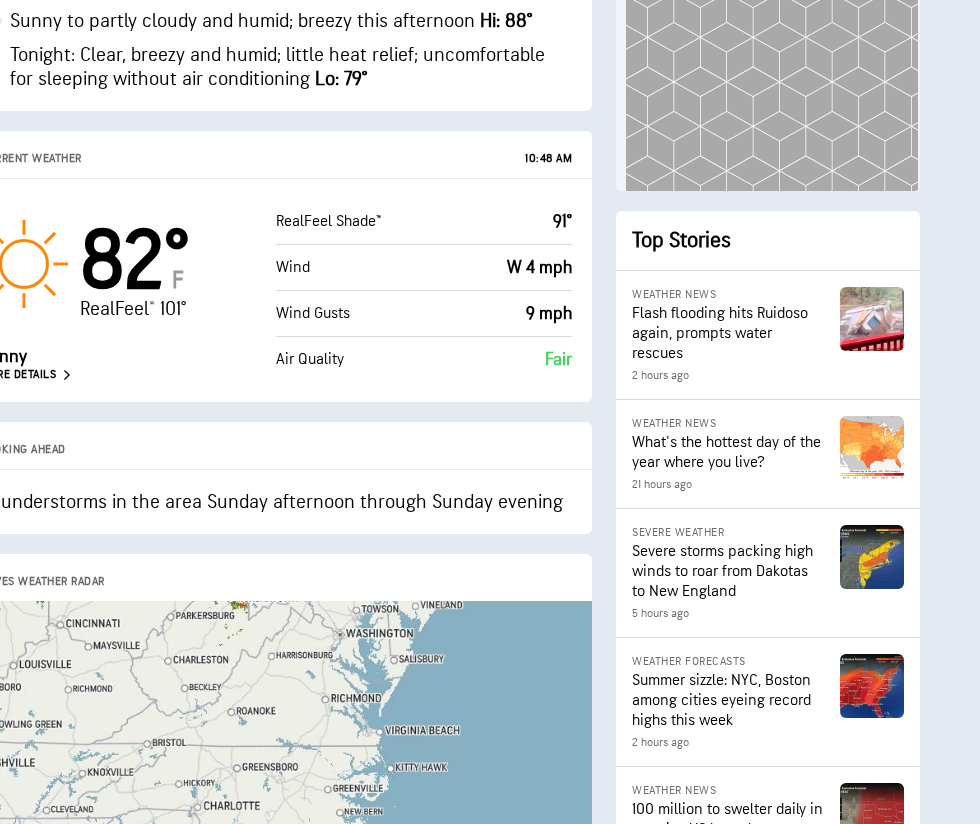 Sunny to partly cloudy and humid; breezy this afternoon Hi: 88°
Tonight: Clear, breezy and humid; little heat relief; uncomfortable
for sleeping without air conditioning Lo: 79°
RRENT WEATHER
10:48 AM
82°
F
RealFeel® 101°
nny
RE DETAILS
RealFeel Shade™
91°
Wind
W 4 mph
Wind Gusts
9 mph
Air Quality
Fair
OKING AHEAD
understorms in the area Sunday afternoon through Sunday evening
VES WEATHER RADAR
TOWSON
VINELAND
PARKERSBURG
CINCINNATI
WASHINGTON
MAYSVILLE
HARRISONBURG
CHARLESTON
SALISBURY
LOUISVILLE
BORO
RICHMOND
BECKLEY
RICHMOND
ROANOKE
OWLING GREEN
VIRGINIA BEACH
BRISTOL
SHVILLE
KNOXVILLE
GREENSBORO
KITTY HAWK
HICKORY
GREENVILLE
CLEVELAND
CHARLOTTE
NEW BERN
Top Stories
WEATHER NEWS
Flash flooding hits Ruidoso
again, prompts water
rescues
2 hours ago
WEATHER NEWS
What's the hottest day of the
year where you live?
21 hours ago
SEVERE WEATHER
Severe storms packing high
winds to roar from Dakotas
to New England
5 hours ago
WEATHER FORECASTS
Summer sizzle: NYC, Boston
among cities eyeing record
highs this week
2 hours ago
WEATHER NEWS
100 million to swelter daily in